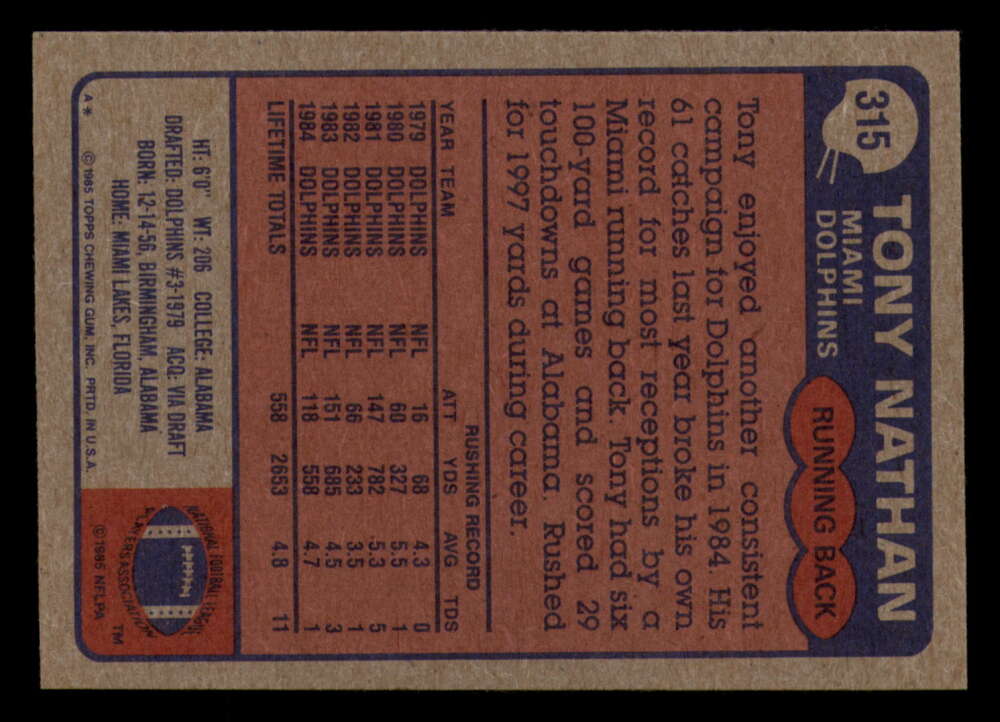 315
TONY NATHAN
MIAMI
DOLPHINS
RUNNING BACK
Tony enjoyed another consistent
campaign for Dolphins in 1984. His
61 catches last year broke his own
record for most receptions by a
Miami running back. Tony had six
100-yard games and scored 29
touchdowns at Alabama. Rushed
for 1997 yards during career.
RUSHING RECORD
YEAR TEAM ATT YDS AVG TDS
1979 DOLPHINS NFL 16 68 4.3 0
1980 DOLPHINS NFL 60 327 5.5 1
1981 DOLPHINS NFL 147 782 5.3 5
1982 DOLPHINS NFL 66 233 3.5 1
1983 DOLPHINS NFL 151 685 4.5 3
1984 DOLPHINS NFL 118 558 4.7 1
LIFETIME TOTALS 558 2653 4.8 11
HT: 6'0" WT: 206 COLLEGE: ALABAMA
DRAFTED: DOLPHINS #3-1979 ACQ: VIA DRAFT
BORN: 12-14-56, BIRMINGHAM, ALABAMA
HOME: MIAMI LAKES, FLORIDA
A* ©1985 TOPPS CHEWING GUM, INC. PRTD. IN U.S.A.
NATIONAL FOOTBALL LEAGUE
PLAYERS ASSOCIATION
TM
©1985 NFLPA